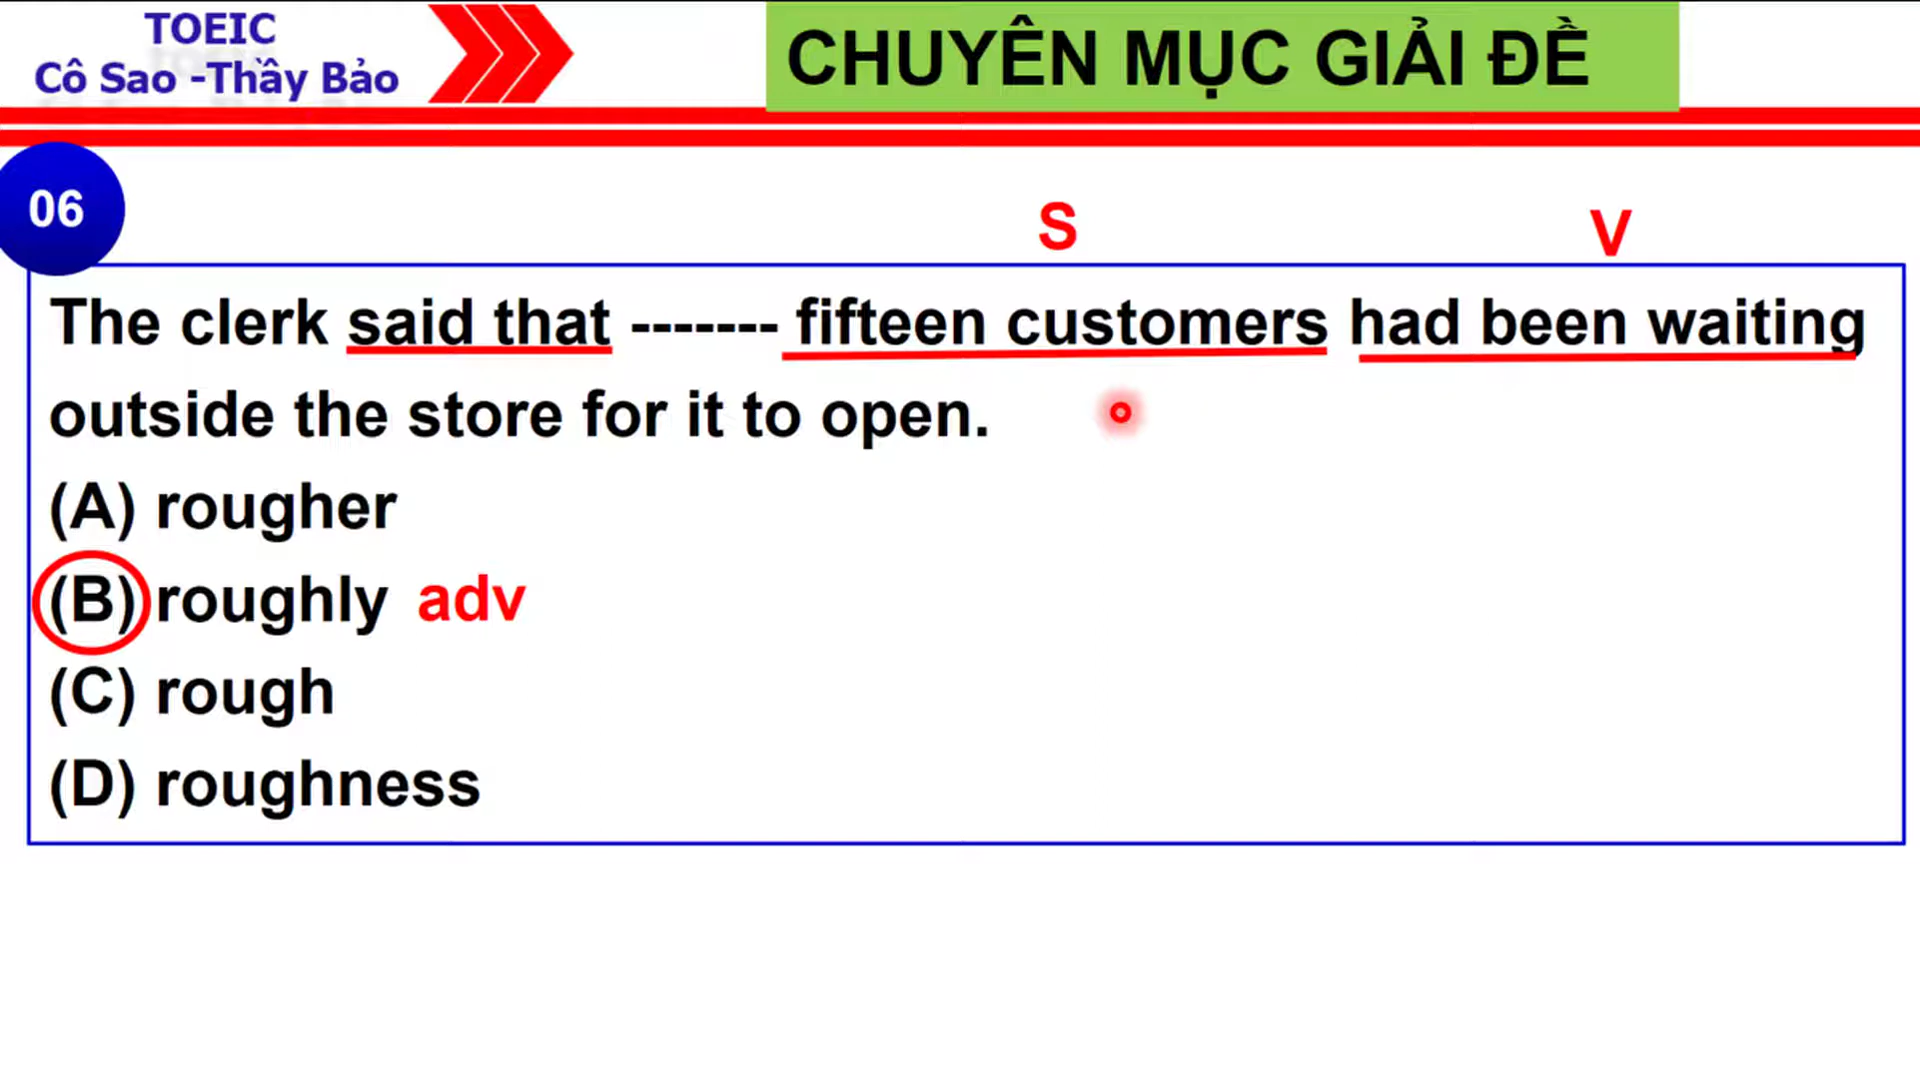 TOEIC
Cô Sao -Thầy Bảo
CHUYÊN MỤC GIẢI ĐỀ
06
S V
The clerk said that ------- fifteen customers had been waiting
outside the store for it to open.
(A) rougher
(B) roughly adv
(C) rough
(D) roughness